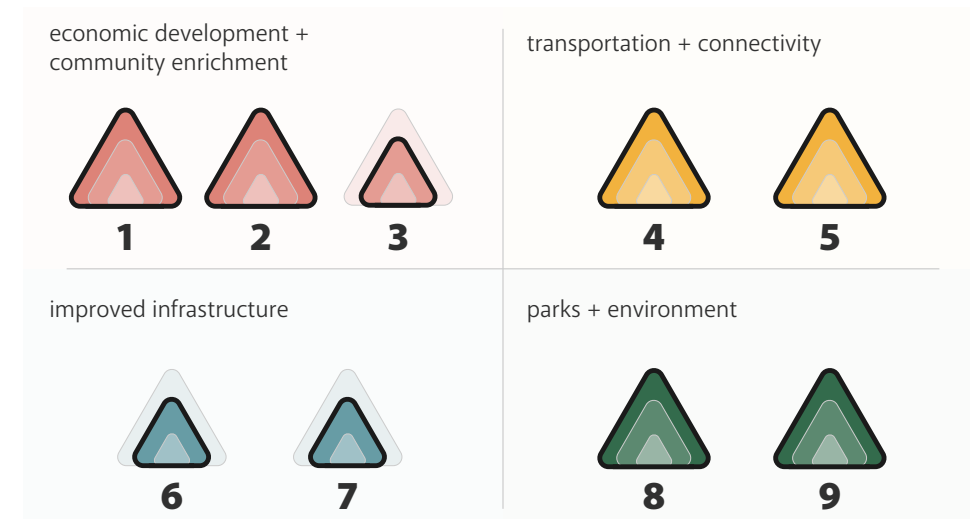 economic development +
community enrichment
transportation + connectivity
1 2 3
4 5
improved infrastructure
parks + environment
6 7
8 9